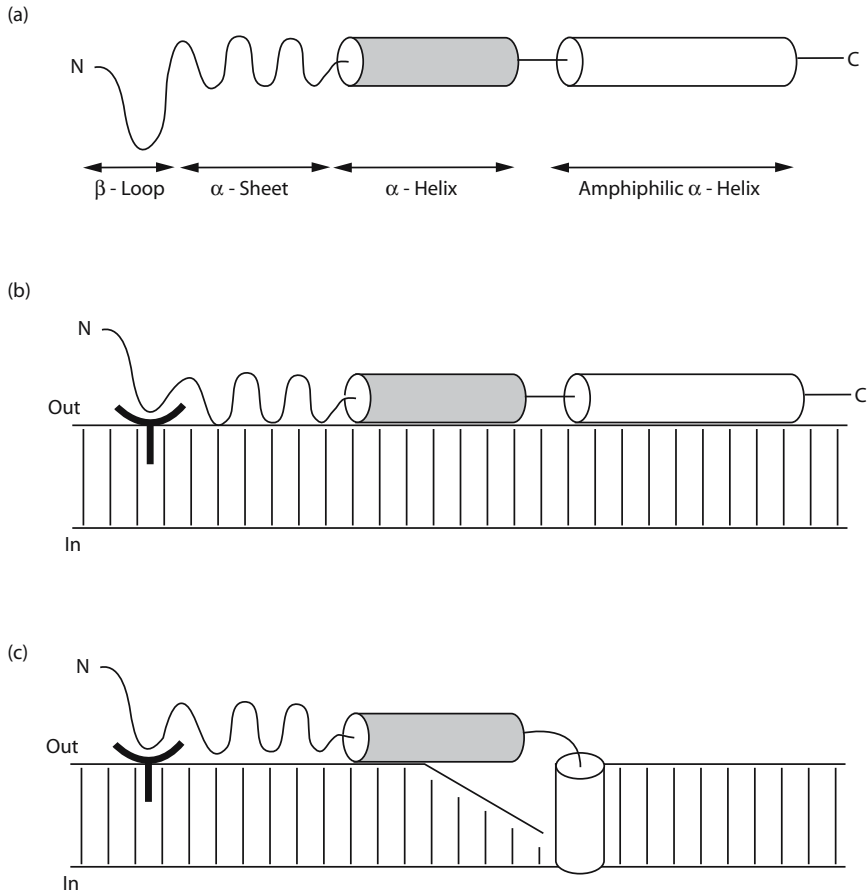 (a)
N
C
β - Loop
α - Sheet
α - Helix
Amphiphilic α - Helix
(b)
N
Out
C
In
(c)
N
Out
In